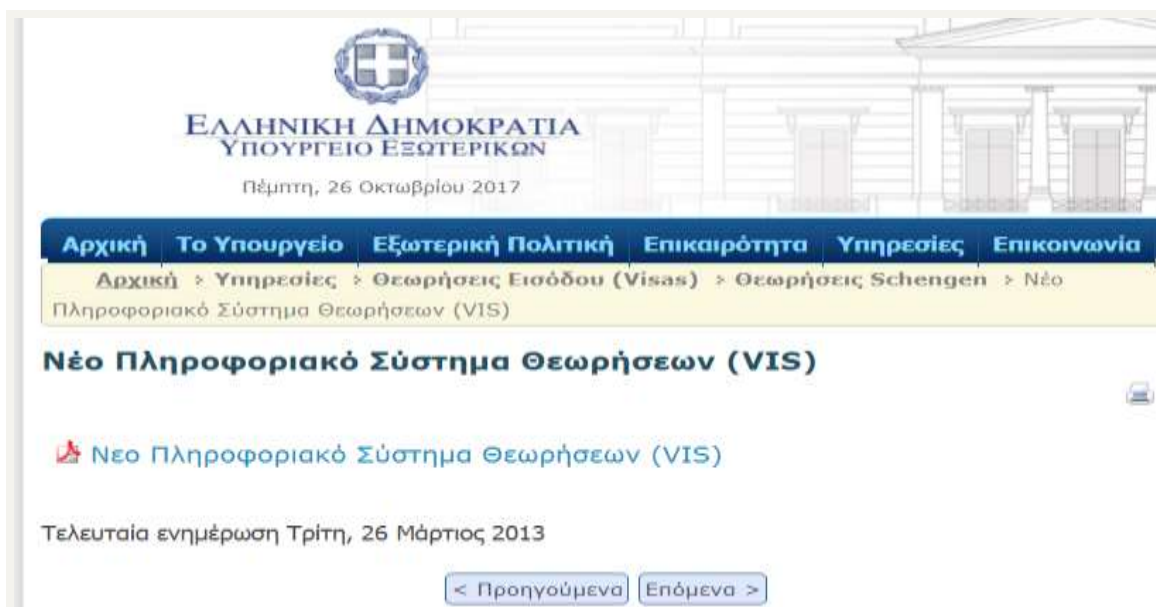 ΕΛΛΗΝΙΚΗ ΔΗΜΟΚΡΑΤΙΑ
ΥΠΟΥΡΓΕΙΟ ΕΞΩΤΕΡΙΚΩΝ
Πέμπτη, 26 Οκτωβρίου 2017
Αρχική Το Υπουργείο Εξωτερική Πολιτική Επικαιρότητα Υπηρεσίες Επικοινωνία
Αρχική > Υπηρεσίες > Θεωρήσεις Εισόδου (Visas) > Θεωρήσεις Schengen > Νέο
Πληροφοριακό Σύστημα Θεωρήσεων (VIS)
Νέο Πληροφοριακό Σύστημα Θεωρήσεων (VIS)
Νεο Πληροφοριακό Σύστημα Θεωρήσεων (VIS)
Τελευταία ενημέρωση Τρίτη, 26 Μάρτιος 2013
< Προηγούμενα Επόμενα >